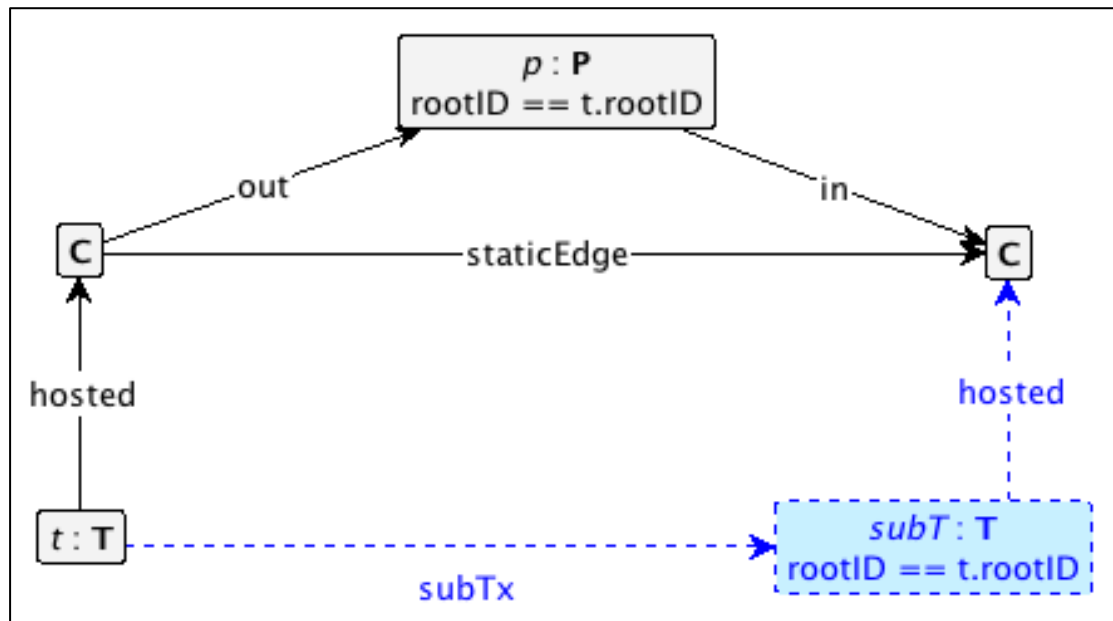 p : P
rootID == t.rootID
out
in
C
staticEdge
C
hosted
hosted
t : T
subT : T
rootID == t.rootID
subTx